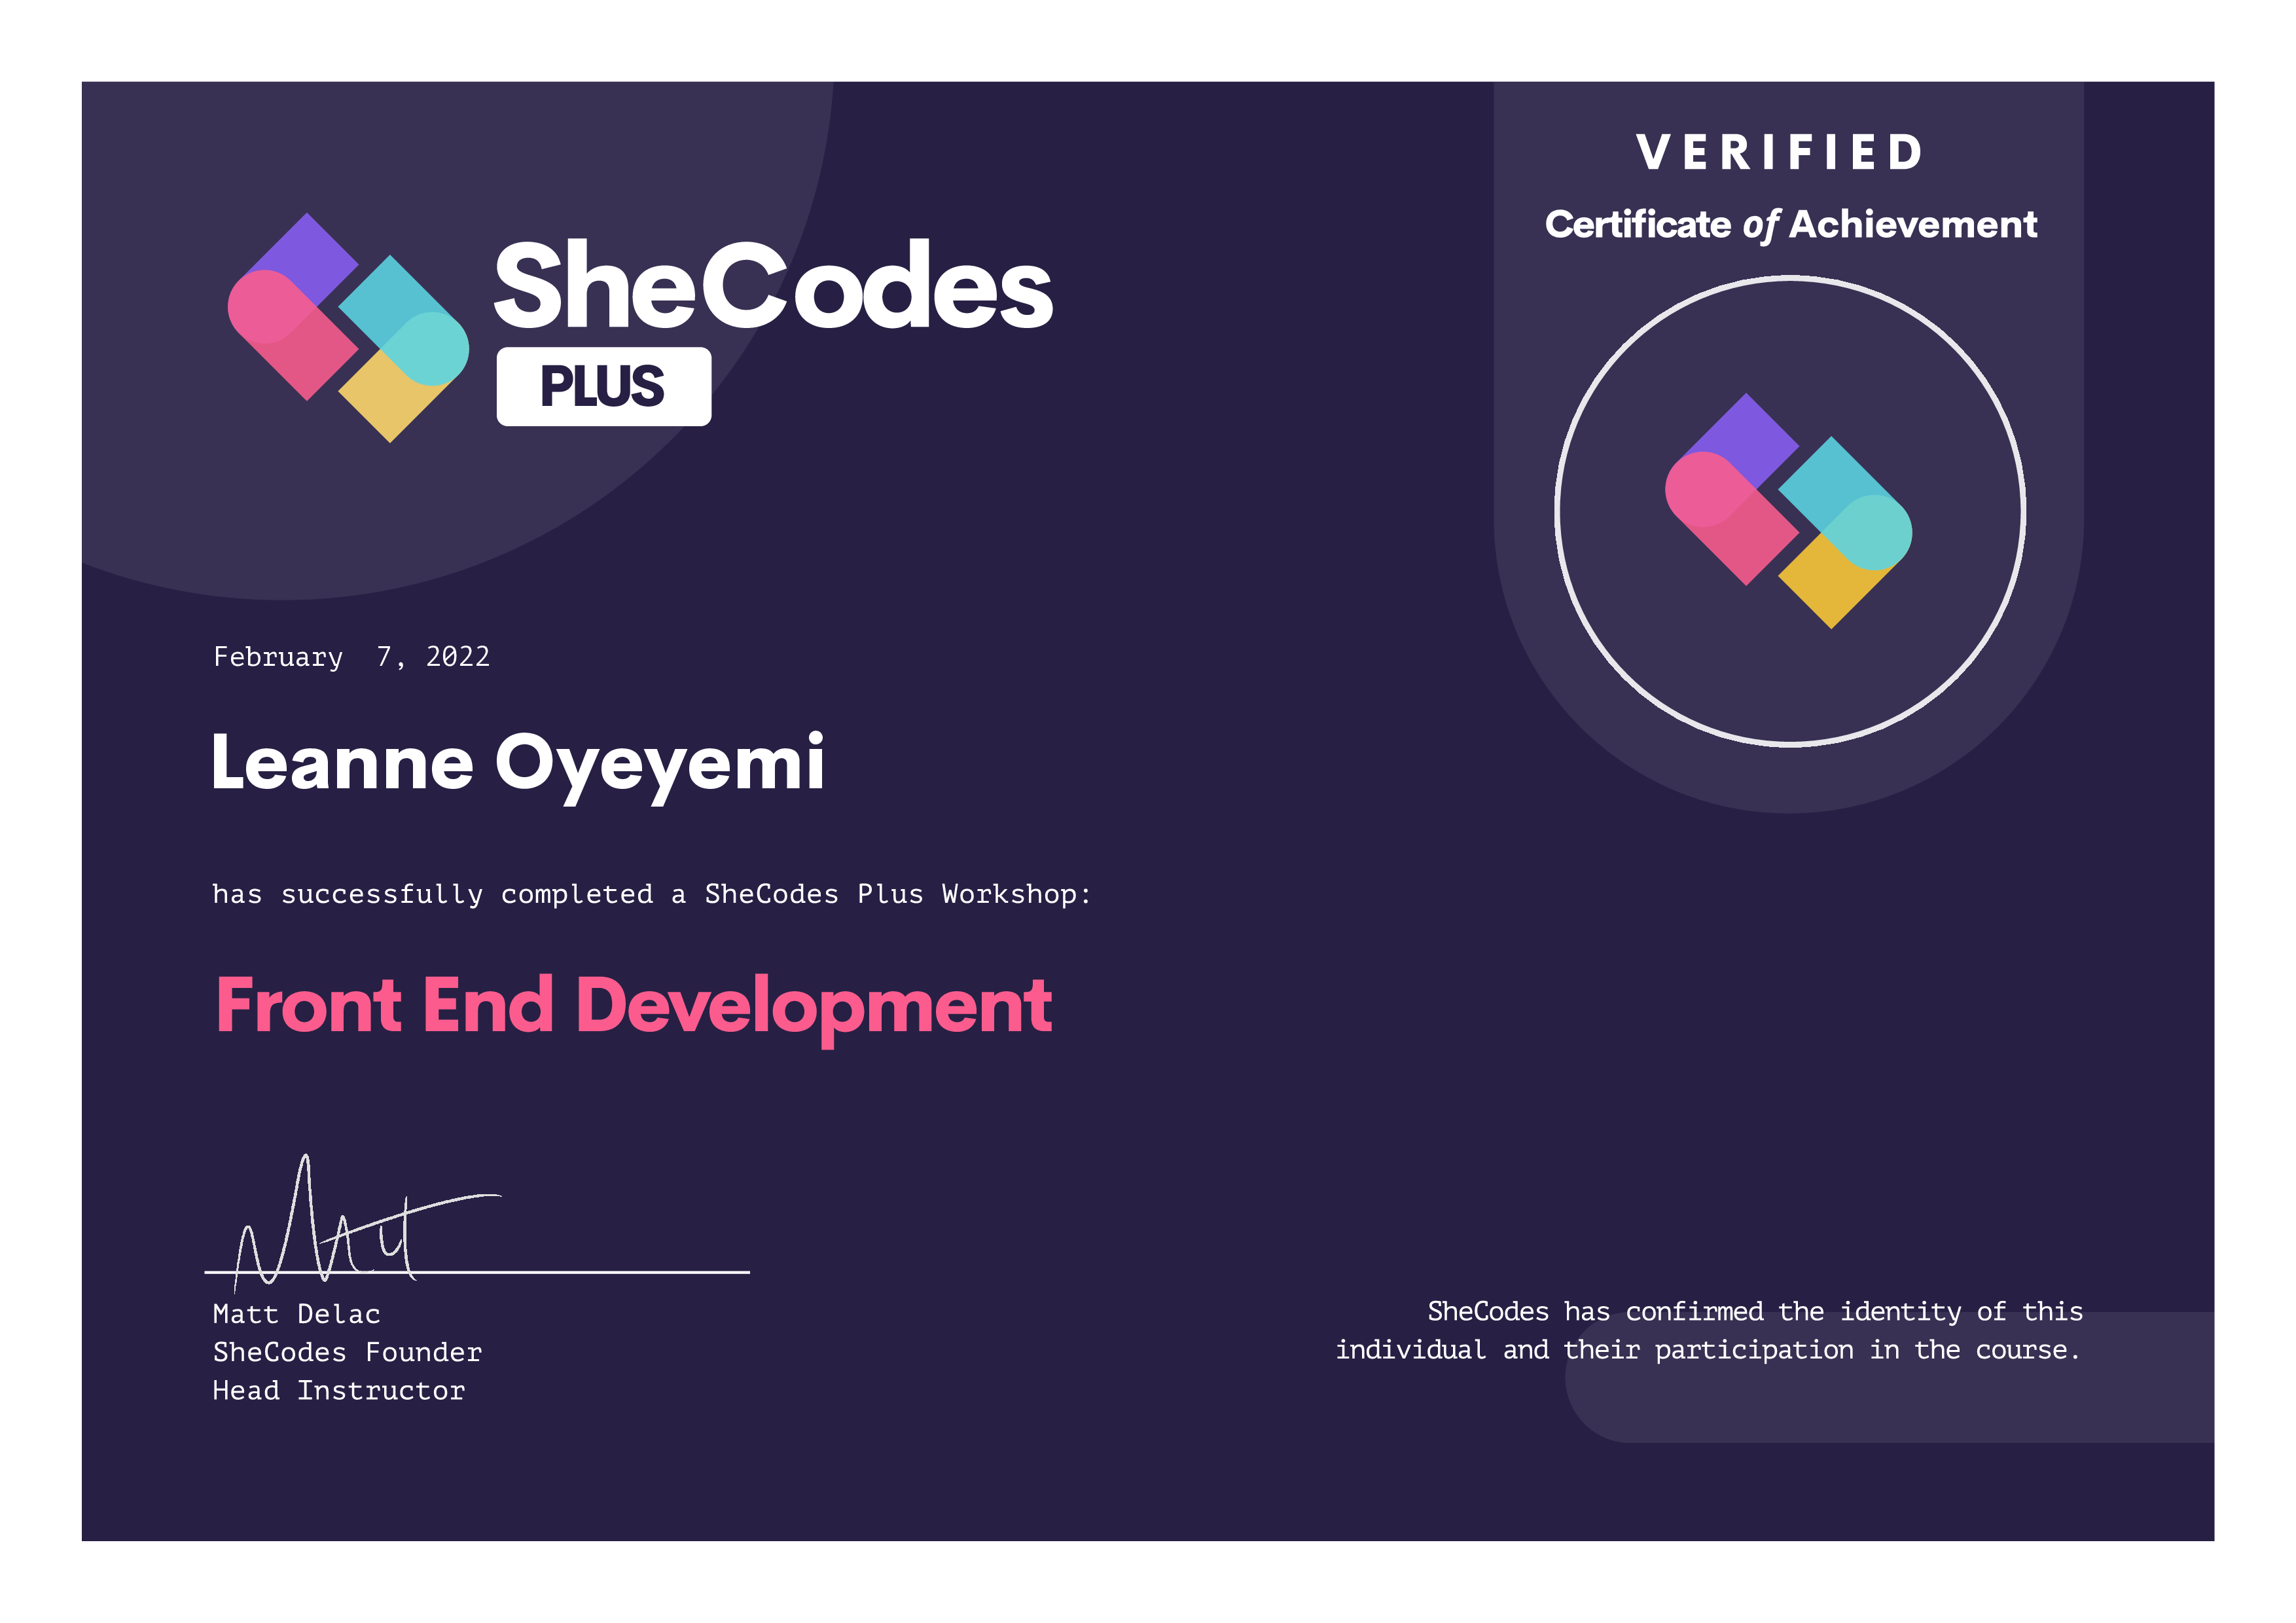 VERIFIED
Certificate of Achievement
SheCodes
PLUS
February  7, 2022
Leanne Oyeyemi
has successfully completed a SheCodes Plus Workshop:
Front End Development
Matt
Matt Delac
SheCodes Founder
Head Instructor
SheCodes has confirmed the identity of this
individual and their participation in the course.